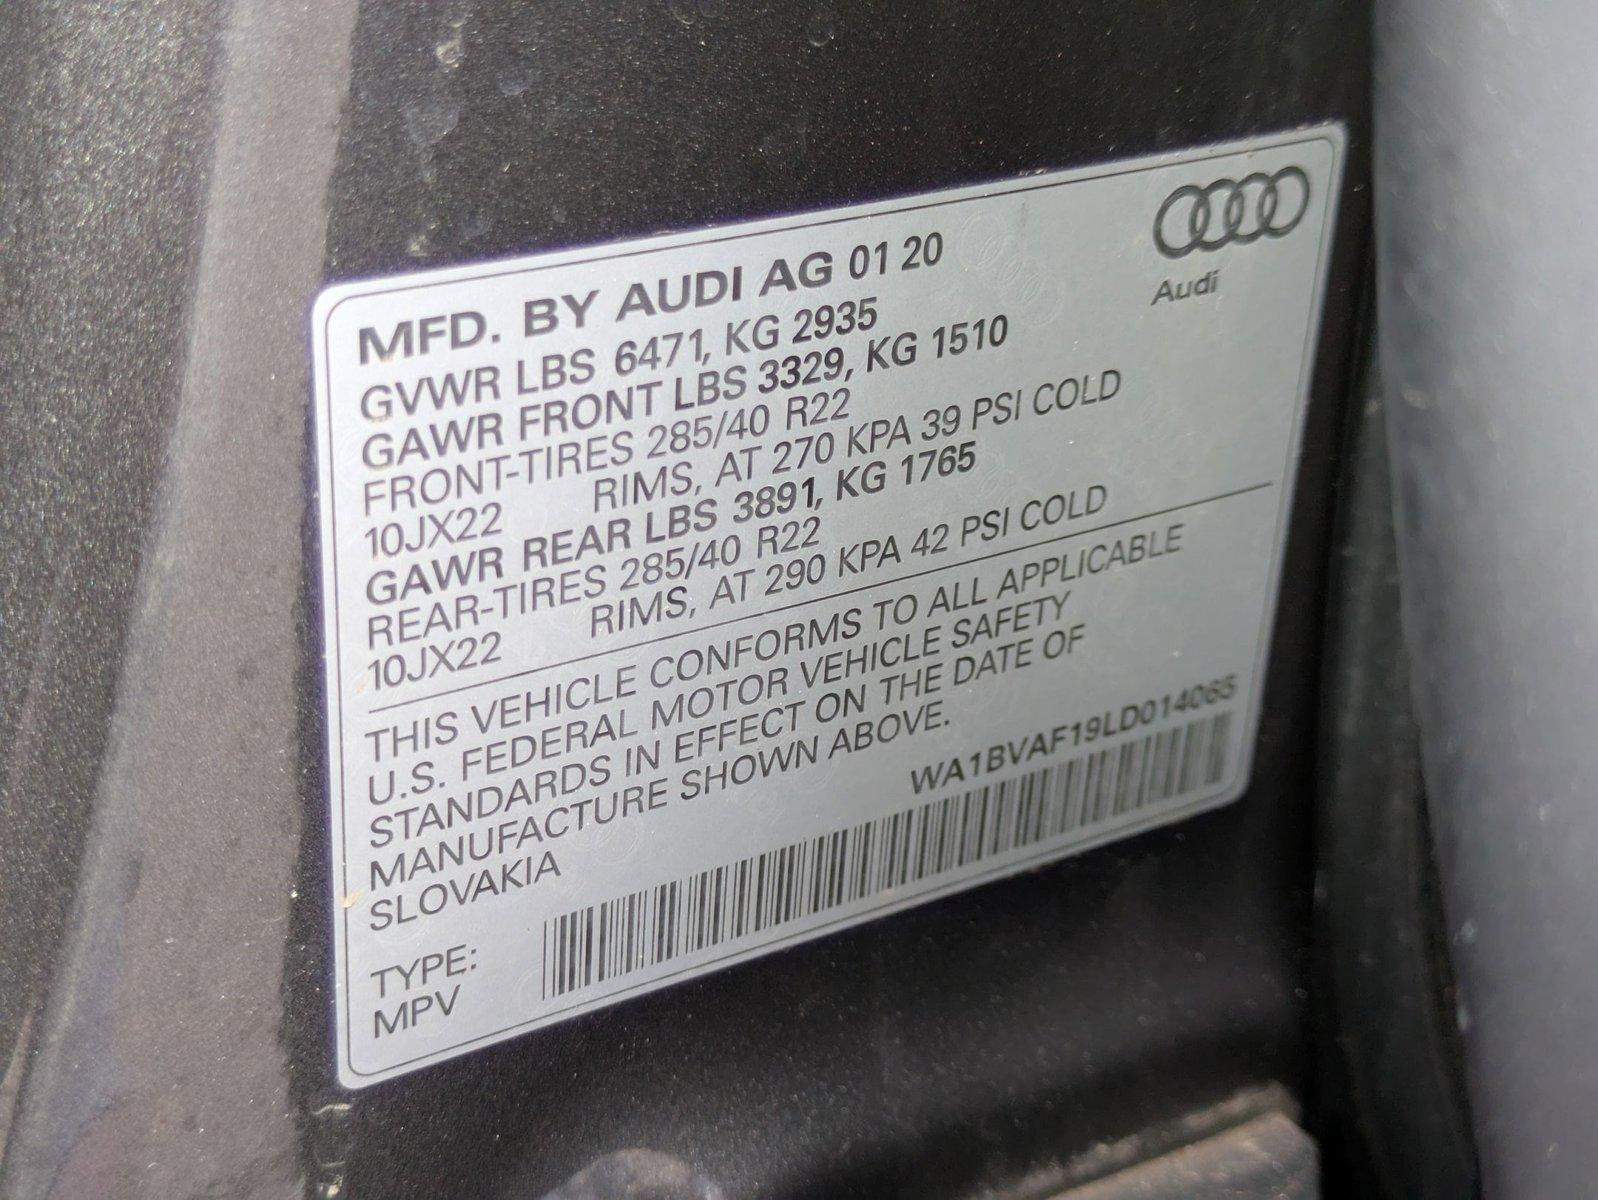 Audi
MFD. BY AUDI AG 01 20
GVWR LBS 6471, KG 2935
GAWR FRONT LBS 3329, KG 1510
FRONT-TIRES 285/40 R22
10JX22 RIMS, AT 270 KPA 39 PSI COLD
GAWR REAR LBS 3891, KG 1765
REAR-TIRES 285/40 R22
10JX22 RIMS, AT 290 KPA 42 PSI COLD
THIS VEHICLE CONFORMS TO ALL APPLICABLE
U.S. FEDERAL MOTOR VEHICLE SAFETY
STANDARDS IN EFFECT ON THE DATE OF
MANUFACTURE SHOWN ABOVE.
SLOVAKIA
WA1BVAF19LD014065
TYPE:
MPV